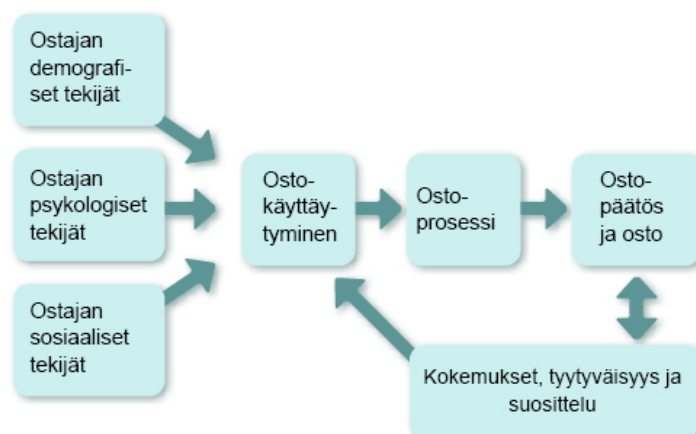 Ostajan
demografi-
set tekijät
Ostajan
psykologiset
tekijät
Ostajan
sosiaaliset
tekijät
Osto-
käyttäy-
tyminen
Osto-
prosessi
Osto-
päätös
ja osto
Kokemukset, tyytyväisyys ja
suosittelu